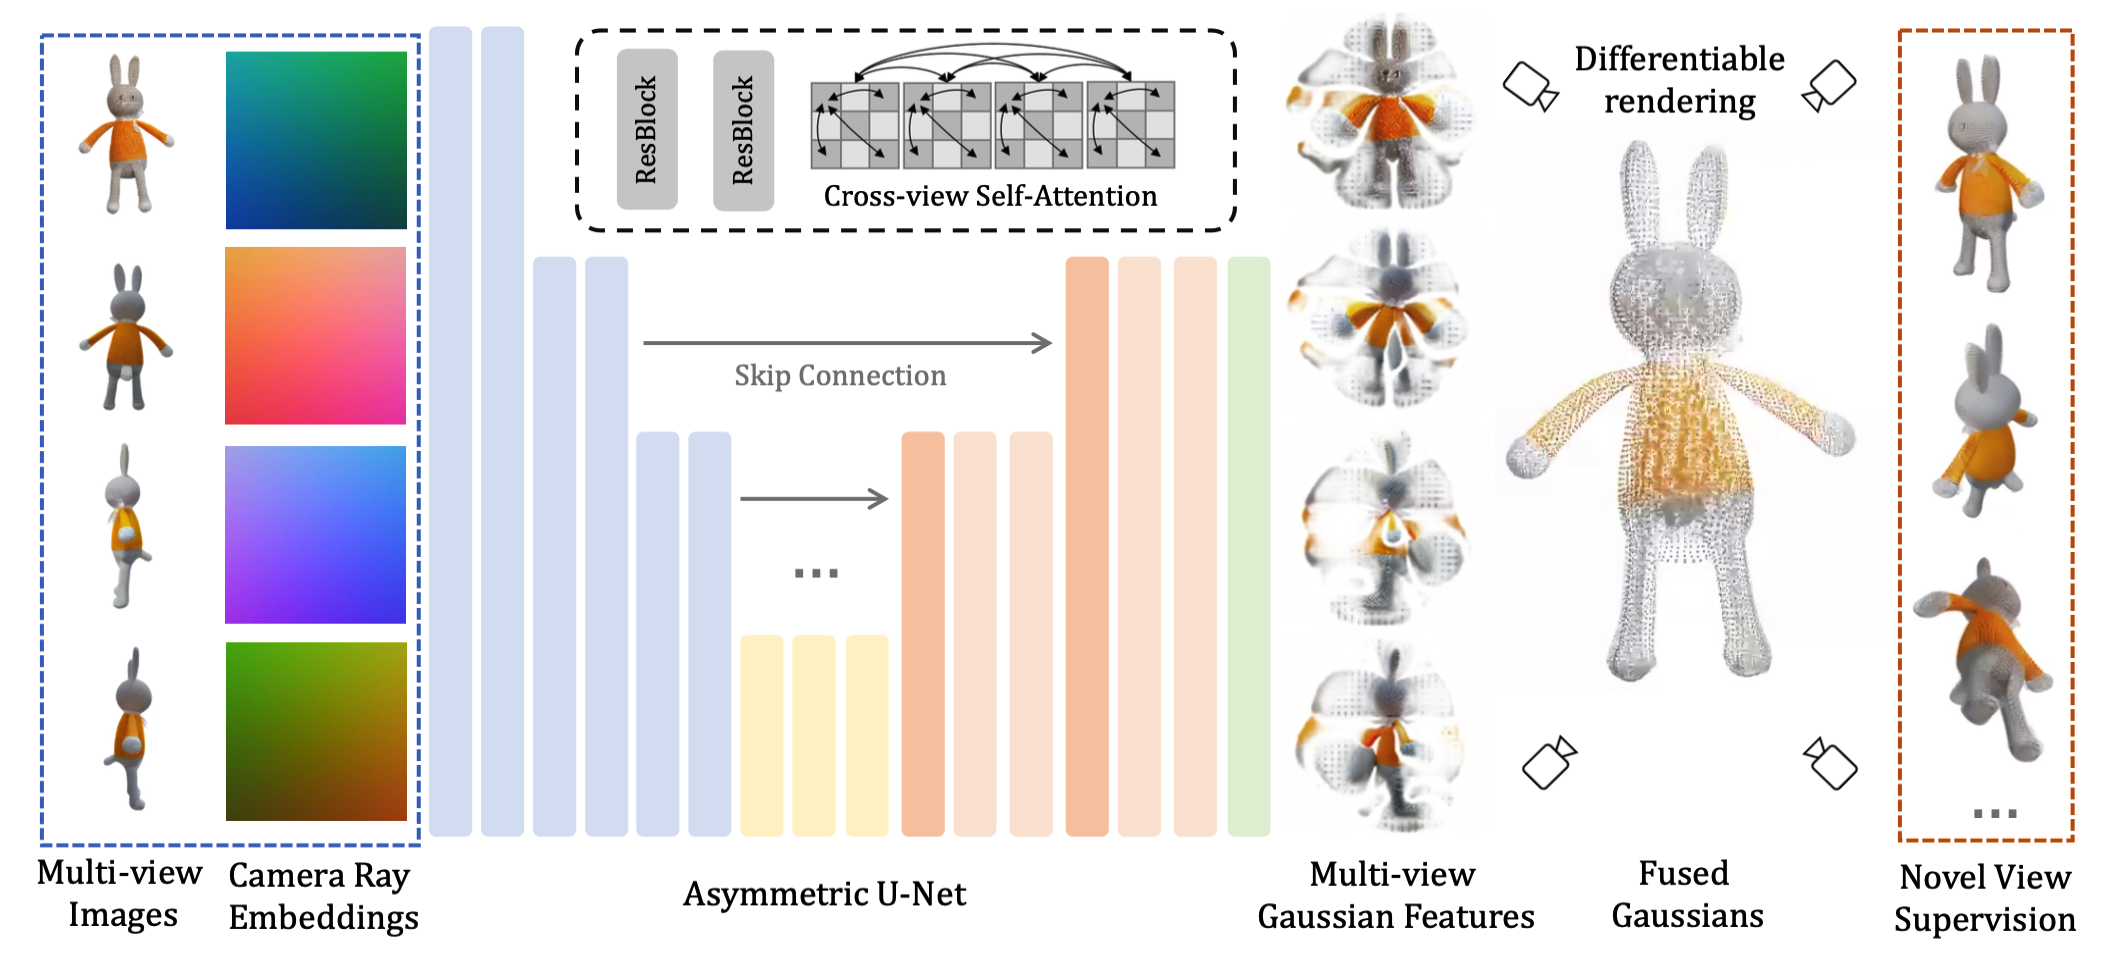 ResBlock
ResBlock
Cross-view Self-Attention
Differentiable
rendering
Skip Connection
...
...
Multi-view
Images
Camera Ray
Embeddings
Asymmetric U-Net
Multi-view
Gaussian Features
Fused
Gaussians
Novel View
Supervision